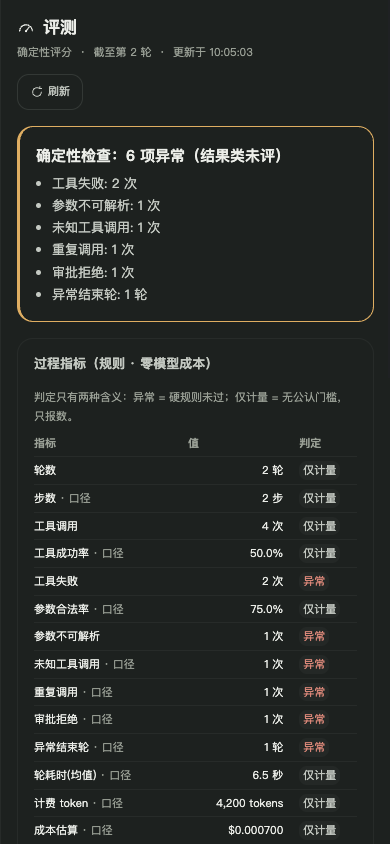 评测
确定性评分 · 截至第 2 轮 · 更新于 10:05:03
刷新
确定性检查：6 项异常（结果类未评）
• 工具失败: 2 次
• 参数不可解析: 1 次
• 未知工具调用: 1 次
• 重复调用: 1 次
• 审批拒绝: 1 次
• 异常结束轮: 1 轮
过程指标（规则 · 零模型成本）
判定只有两种含义：异常 = 硬规则未过；仅计量 = 无公认门槛，
只报数。
指标 值 判定
轮数 2 轮 仅计量
步数 · 口径 2 步 仅计量
工具调用 4 次 仅计量
工具成功率 · 口径 50.0% 仅计量
工具失败 2 次 异常
参数合法率 · 口径 75.0% 仅计量
参数不可解析 1 次 异常
未知工具调用 · 口径 1 次 异常
重复调用 · 口径 1 次 异常
审批拒绝 · 口径 1 次 异常
异常结束轮 · 口径 1 轮 异常
轮耗时(均值) · 口径 6.5 秒 仅计量
计费 token · 口径 4,200 tokens 仅计量
成本估算 · 口径 $0.000700 仅计量